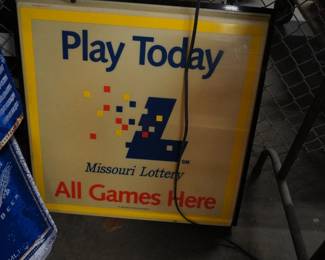 Play Today
L
Missouri Lottery
All Games Here